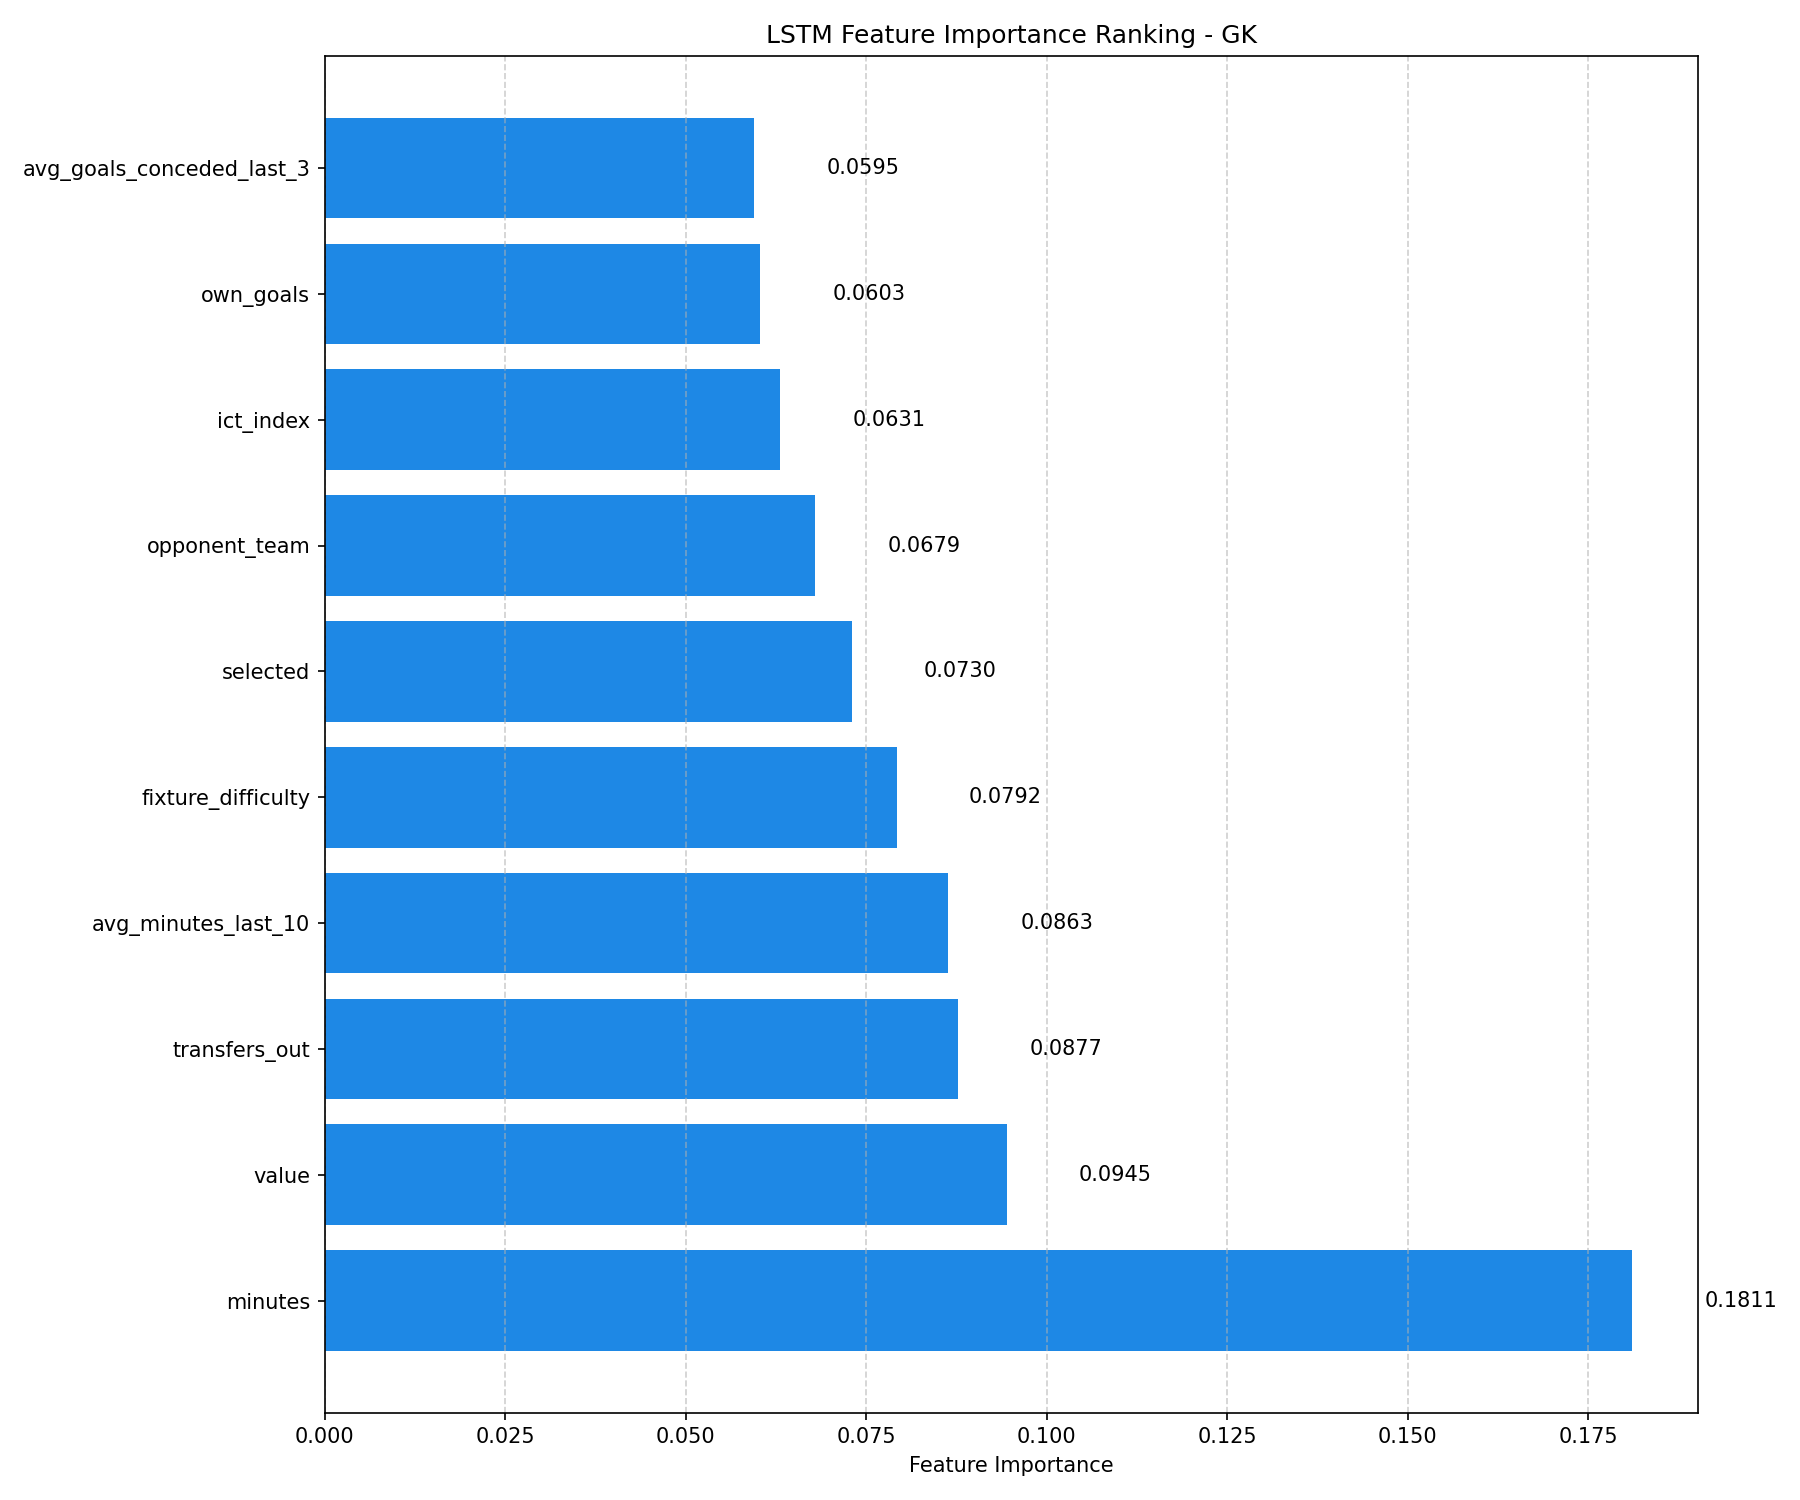 LSTM Feature Importance Ranking - GK
avg_goals_conceded_last_3 0.0595
own_goals 0.0603
ict_index 0.0631
opponent_team 0.0679
selected 0.0730
fixture_difficulty 0.0792
avg_minutes_last_10 0.0863
transfers_out 0.0877
value 0.0945
minutes 0.1811
0.000 0.025 0.050 0.075 0.100 0.125 0.150 0.175
Feature Importance